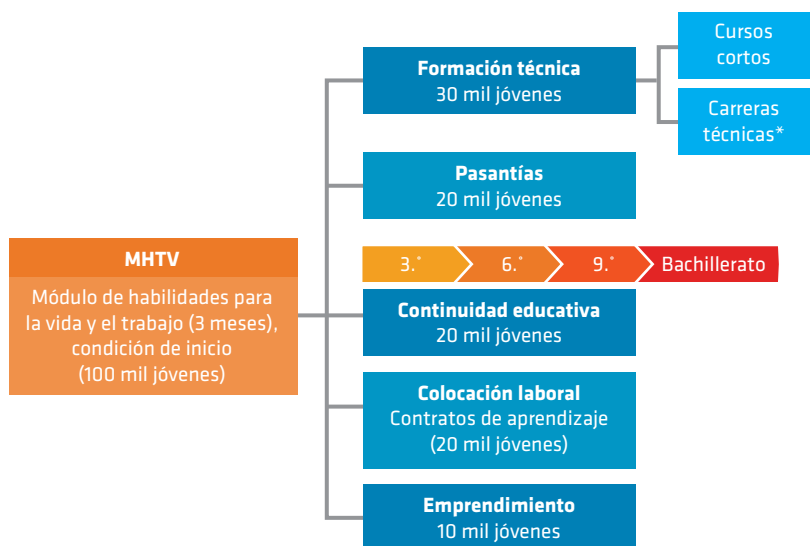 Cursos
cortos
Formación técnica
30 mil jóvenes
Carreras
técnicas*
Pasantías
20 mil jóvenes
MHTV
Módulo de habilidades para
la vida y el trabajo (3 meses),
condición de inicio
(100 mil jóvenes)
3.° 6.° 9.° Bachillerato
Continuidad educativa
20 mil jóvenes
Colocación laboral
Contratos de aprendizaje
(20 mil jóvenes)
Emprendimiento
10 mil jóvenes